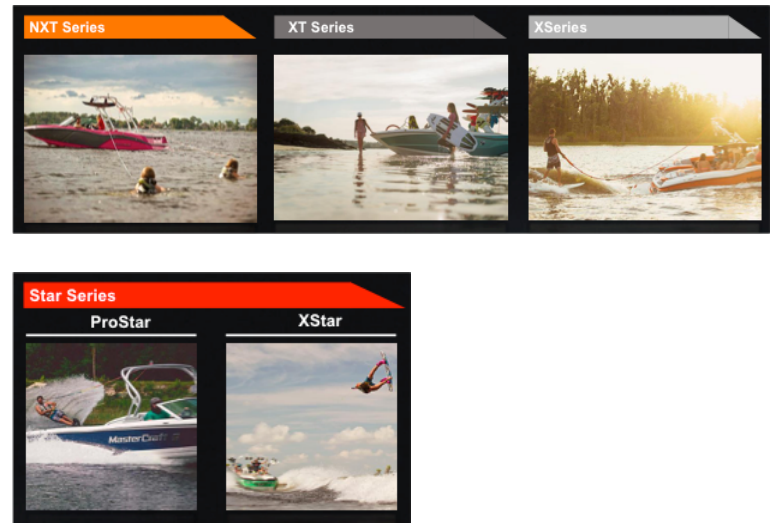 NXT Series
XT Series
XSeries
Star Series
ProStar
XStar
MasterCraft